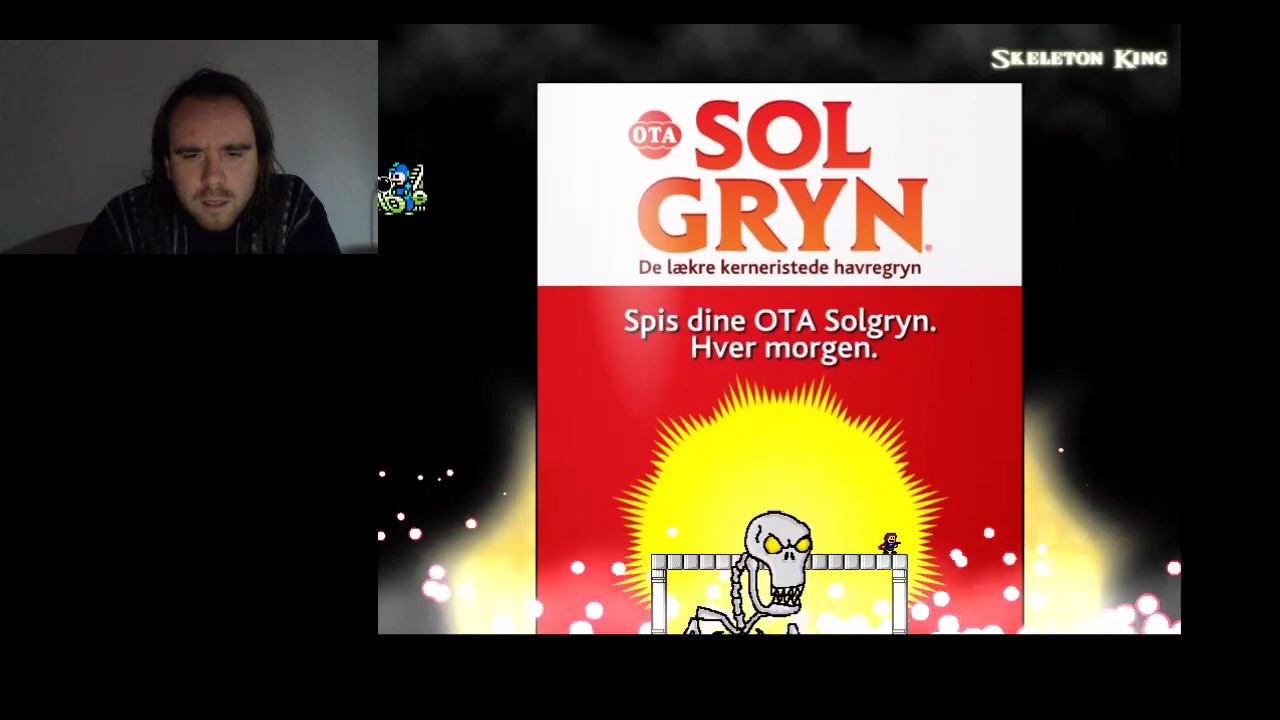 Skeleton King
OTA
SOL
GRYN®
De lækre kerneristede havregryn
Spis dine OTA Solgryn.
Hver morgen.